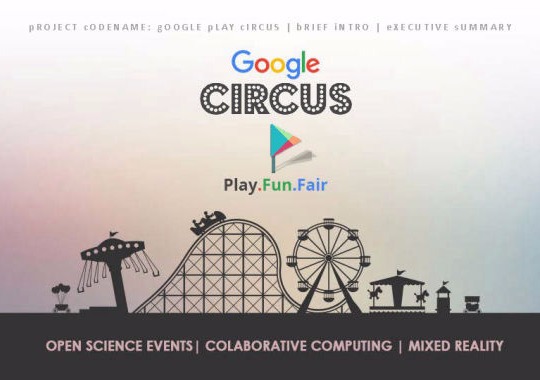 pROJECT cODENAME: gOOGLE pLAY cIRCUS | bRIEF iNTRO | eXECUTIVE sUMMARY
Google
CIRCUS
Play.Fun.Fair
OPEN SCIENCE EVENTS| COLABORATIVE COMPUTING | MIXED REALITY